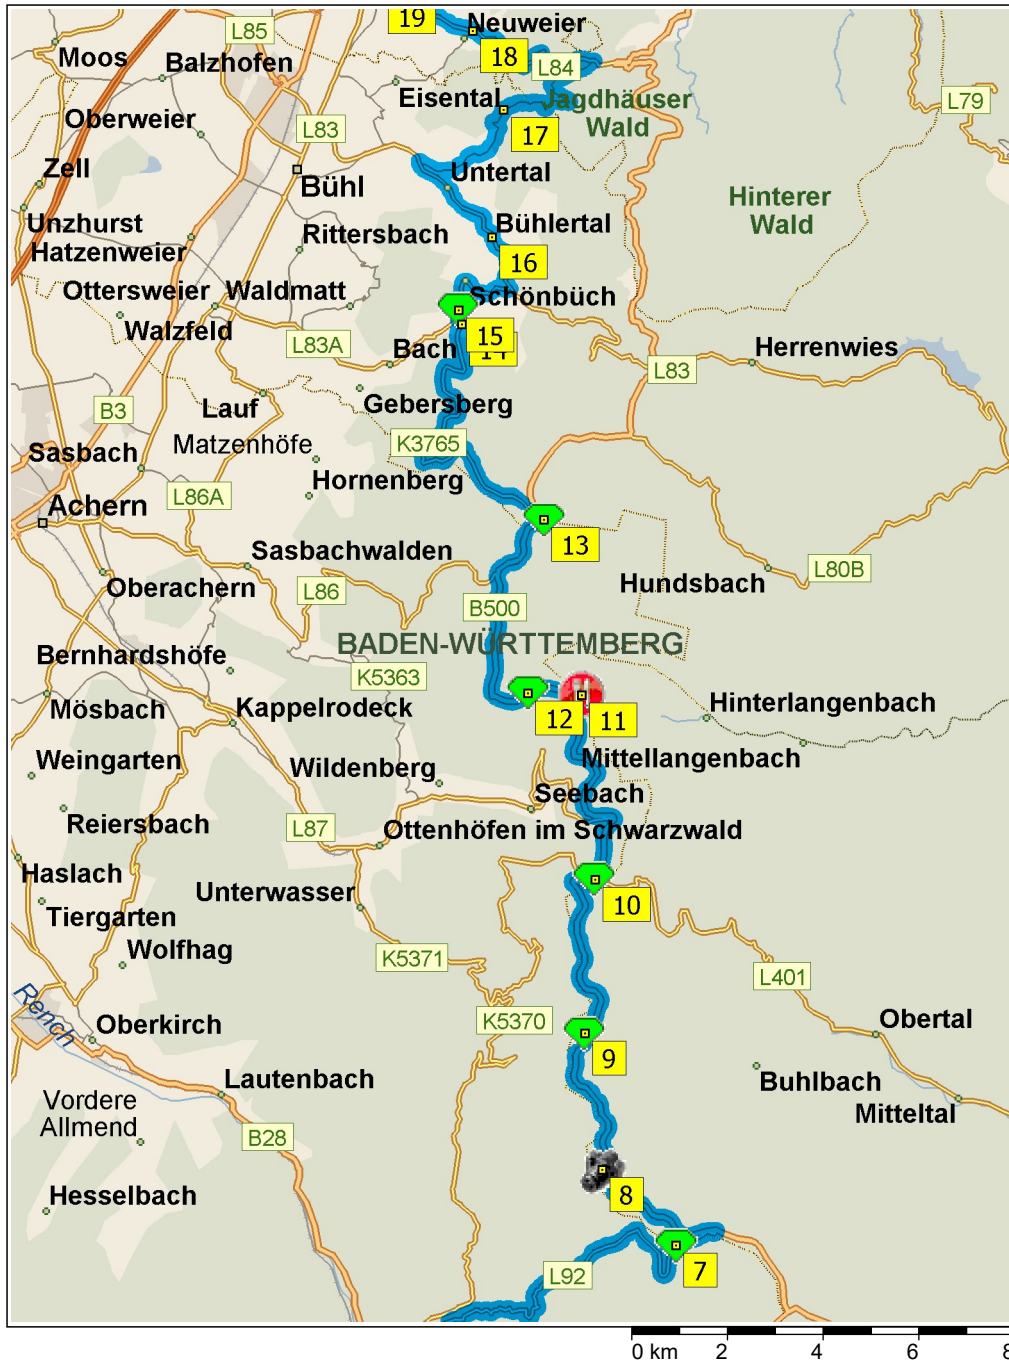 19
Neuweier
L85
18
Moos
Balzhofen
L84
Eisental
Jagdhäuser
Wald
L79
17
Oberweier
L83
Zell
Bühl
Untertal
Hinterer
Wald
Unzhurst
Rittersbach
Bühlertal
Hatzenweier
16
Ottersweier
Waldmatt
Schönbüch
Walzfeld
15
14
L83A
Bach
Herrenwies
L83
B3
Lauf
Gebersberg
Matzenhöfe
K3765
Sasbach
Hornenberg
L86A
Achern
13
Sasbachwalden
Oberachern
L86
Hundsbach
L80B
B500
BADEN-WÜRTTEMBERG
Bernhardshöfe
K5363
Mösbach
Kappelrodeck
12
11
Hinterlangenbach
Weingarten
Wildenberg
Mittellangenbach
Seebach
Reiersbach
L87
Ottenhöfen im Schwarzwald
Haslach
Unterwasser
10
Tiergarten
Wolfhag
K5371
L401
Rench
Oberkirch
K5370
Obertal
9
Lautenbach
Buhlbach
Vordere
Allmend
Mitteltal
B28
Hesselbach
8
7
L92
0 km 2 4 6 8